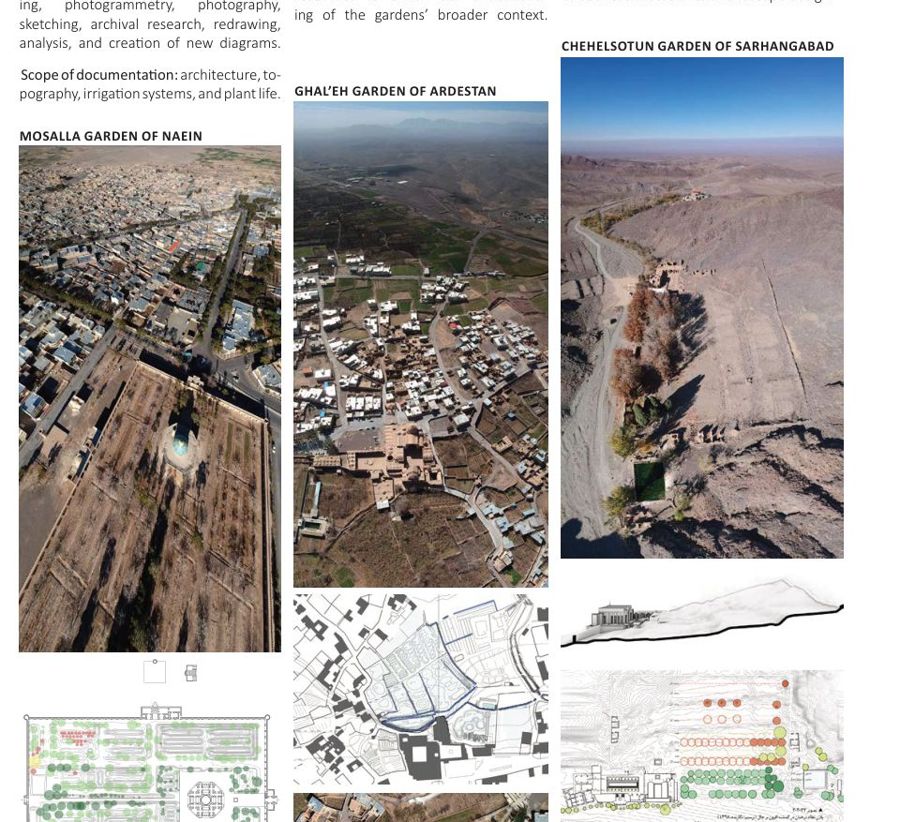 ing, photogrammetry, photography,
sketching, archival research, redrawing,
analysis, and creation of new diagrams.
Scope of documentation: architecture, to-
pography, irrigation systems, and plant life.
MOSALLA GARDEN OF NAEIN
ing of the gardens’ broader context.
GHAL’EH GARDEN OF ARDESTAN
CHEHELSOTUN GARDEN OF SARHANGABAD